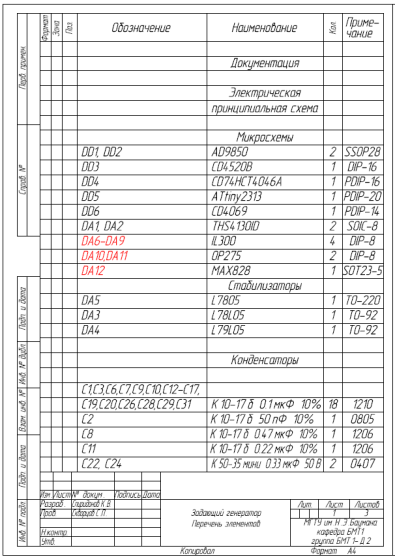 Формат
Зона
Поз
Обозначение
Наименование
Кол.
Приме-
чание
Документация
Электрическая
принципиальная схема
Микросхемы
DD1, DD2 AD9850 2 SSOP28
DD3 CD4520B 1 DIP-16
DD4 CD74HCT4046A 1 PDIP-16
DD5 ATtiny2313 1 PDIP-20
DD6 CD4069 1 PDIP-14
DA1, DA2 THS4130ID 2 SOIC-8
DA6-DA9 IL300 4 DIP-8
DA10,DA11 OP275 2 DIP-8
DA12 MAX828 1 SOT23-5
Стабилизаторы
DA5 L7805 1 TO-220
DA3 L78L05 1 TO-92
DA4 L79L05 1 TO-92
Конденсаторы
C1,C3,C6,C7,C9,C10,C12-C17,
C19,C20,C26,C28,C29,C31 К 10-17 б 0.1 мкФ 10% 18 1210
C2 К 10-17 б 50 пФ 10% 1 0805
C8 К 10-17 б 0.47 мкФ 10% 1 1206
C11 К 10-17 б 0.22 мкФ 10% 1 1206
C22, C24 К 50-35 мини 0.33 мкФ 50 В 2 0407
Перв. примен.
Справ. №
Подп. и дата
Инв. № дубл.
Взам. инв. №
Подп. и дата
Инв. № подл.
Изм Лист № докум. Подпись Дата
Разраб. Спиридонов К.В.
Пров. С.П.
Н.контр.
Утв.
Задающий генератор
Перечень элементов
Лит. Лист Листов
1 3
МГТУ им Н.Э Баумана
кафедра БМТ1
группа БМТ 1-Д 2
Копировал Формат А4